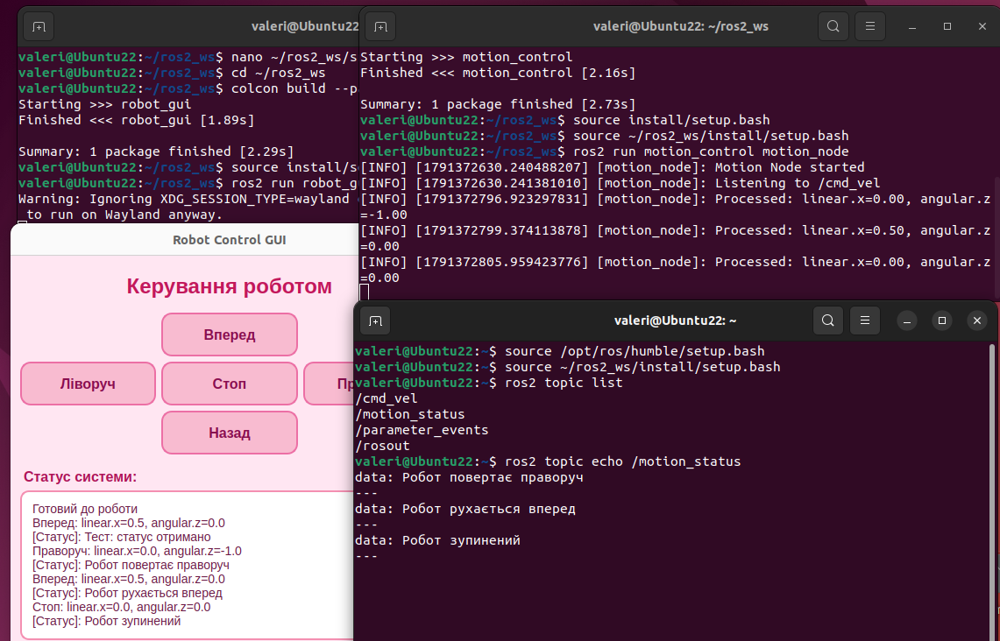 valeri@Ubuntu22
valeri@Ubuntu22:~/ros2_ws$ nano ~/ros2_ws/s
valeri@Ubuntu22:~/ros2_ws$ cd ~/ros2_ws
valeri@Ubuntu22:~/ros2_ws$ colcon build --p
Starting >>> robot_gui
Finished <<< robot_gui [1.89s]
Summary: 1 package finished [2.29s]
valeri@Ubuntu22:~/ros2_ws$ source install/s
valeri@Ubuntu22:~/ros2_ws$ ros2 run robot_g
Warning: Ignoring XDG_SESSION_TYPE=wayland
to run on Wayland anyway.
valeri@Ubuntu22: ~/ros2_ws
Starting >>> motion_control
Finished <<< motion_control [2.16s]
Summary: 1 package finished [2.73s]
valeri@Ubuntu22:~/ros2_ws$ source install/setup.bash
valeri@Ubuntu22:~/ros2_ws$ source ~/ros2_ws/install/setup.bash
valeri@Ubuntu22:~/ros2_ws$ ros2 run motion_control motion_node
[INFO] [1791372630.240488207] [motion_node]: Motion Node started
[INFO] [1791372630.241381010] [motion_node]: Listening to /cmd_vel
[INFO] [1791372796.923297831] [motion_node]: Processed: linear.x=0.00, angular.z
=-1.00
[INFO] [1791372799.374113878] [motion_node]: Processed: linear.x=0.50, angular.z
=0.00
[INFO] [1791372805.959423776] [motion_node]: Processed: linear.x=0.00, angular.z
=0.00
Robot Control GUI
Керування роботом
Вперед
Ліворуч
Стоп
Пр
Назад
Статус системи:
Готовий до роботи
Вперед: linear.x=0.5, angular.z=0.0
[Статус]: Тест: статус отримано
Праворуч: linear.x=0.0, angular.z=-1.0
[Статус]: Робот повертає праворуч
Вперед: linear.x=0.5, angular.z=0.0
[Статус]: Робот рухається вперед
Стоп: linear.x=0.0, angular.z=0.0
[Статус]: Робот зупинений
valeri@Ubuntu22: ~
valeri@Ubuntu22:~$ source /opt/ros/humble/setup.bash
valeri@Ubuntu22:~$ source ~/ros2_ws/install/setup.bash
valeri@Ubuntu22:~$ ros2 topic list
/cmd_vel
/motion_status
/parameter_events
/rosout
valeri@Ubuntu22:~$ ros2 topic echo /motion_status
data: Робот повертає праворуч
---
data: Робот рухається вперед
---
data: Робот зупинений
---